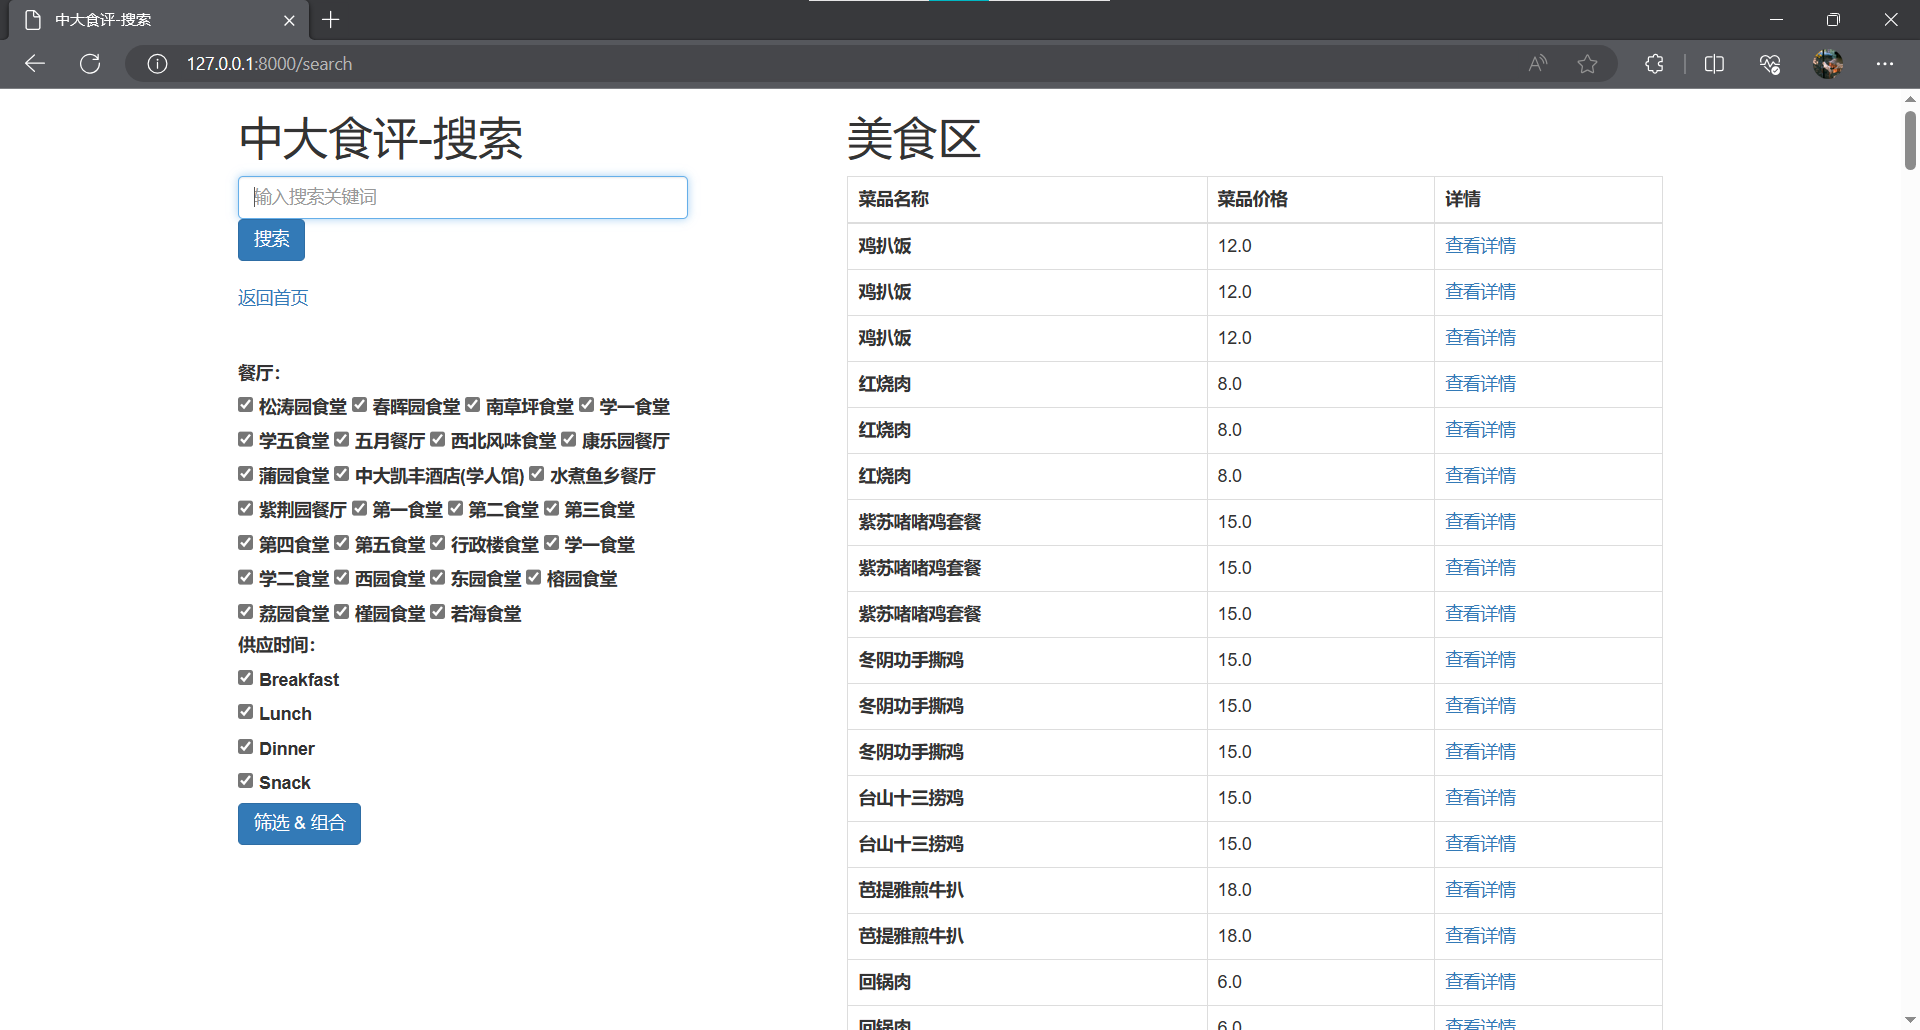 中大食评-搜索
127.0.0.1:8000/search
中大食评-搜索
输入搜索关键词
搜索
返回首页
餐厅：
松涛园食堂 春晖园食堂 南草坪食堂 学一食堂
学五食堂 五月餐厅 西北风味食堂 康乐园餐厅
蒲园食堂 中大凯丰酒店(学人馆) 水煮鱼乡餐厅
紫荆园餐厅 第一食堂 第二食堂 第三食堂
第四食堂 第五食堂 行政楼食堂 学一食堂
学二食堂 西园食堂 东园食堂 榕园食堂
荔园食堂 槿园食堂 若海食堂
供应时间：
Breakfast
Lunch
Dinner
Snack
筛选 & 组合
美食区
菜品名称 菜品价格 详情
鸡扒饭 12.0 查看详情
鸡扒饭 12.0 查看详情
鸡扒饭 12.0 查看详情
红烧肉 8.0 查看详情
红烧肉 8.0 查看详情
红烧肉 8.0 查看详情
紫苏啫啫鸡套餐 15.0 查看详情
紫苏啫啫鸡套餐 15.0 查看详情
紫苏啫啫鸡套餐 15.0 查看详情
冬阴功手撕鸡 15.0 查看详情
冬阴功手撕鸡 15.0 查看详情
冬阴功手撕鸡 15.0 查看详情
台山十三捞鸡 15.0 查看详情
台山十三捞鸡 15.0 查看详情
芭提雅煎牛扒 18.0 查看详情
芭提雅煎牛扒 18.0 查看详情
回锅肉 6.0 查看详情
回锅肉 6.0 查看详情